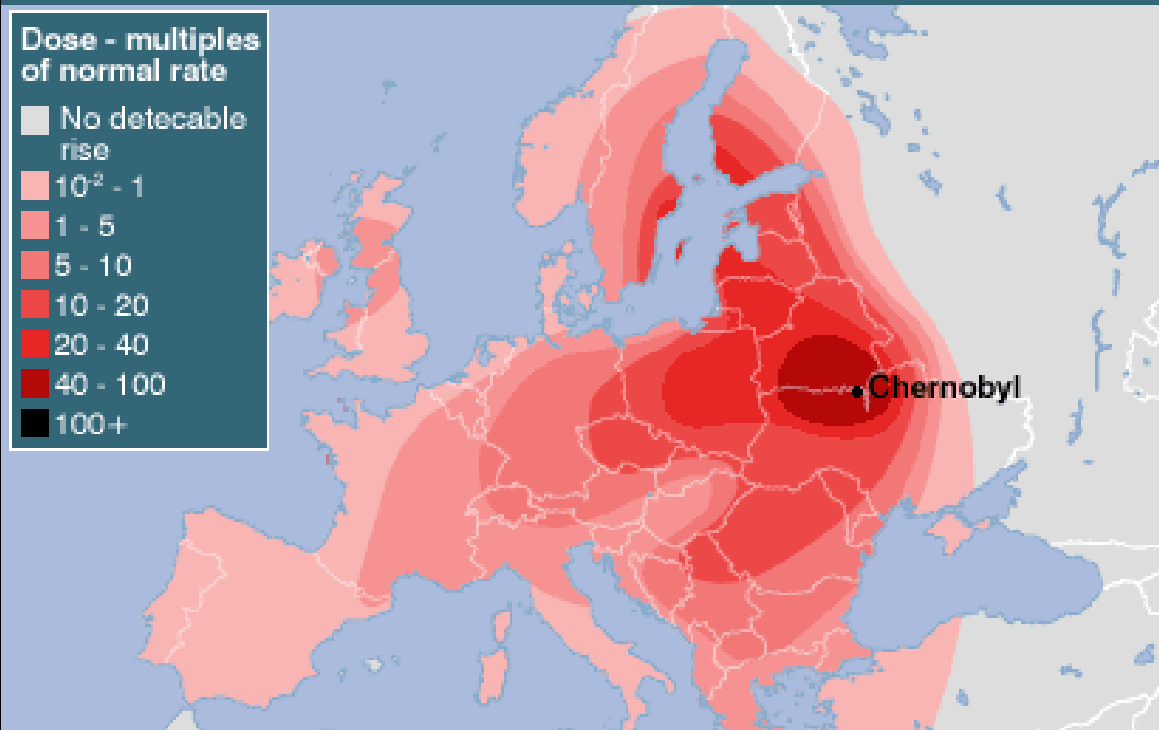 Dose - multiples
of normal rate
No detecable
rise
10⁻² - 1
1 - 5
5 - 10
10 - 20
20 - 40
40 - 100
100+
Chernobyl